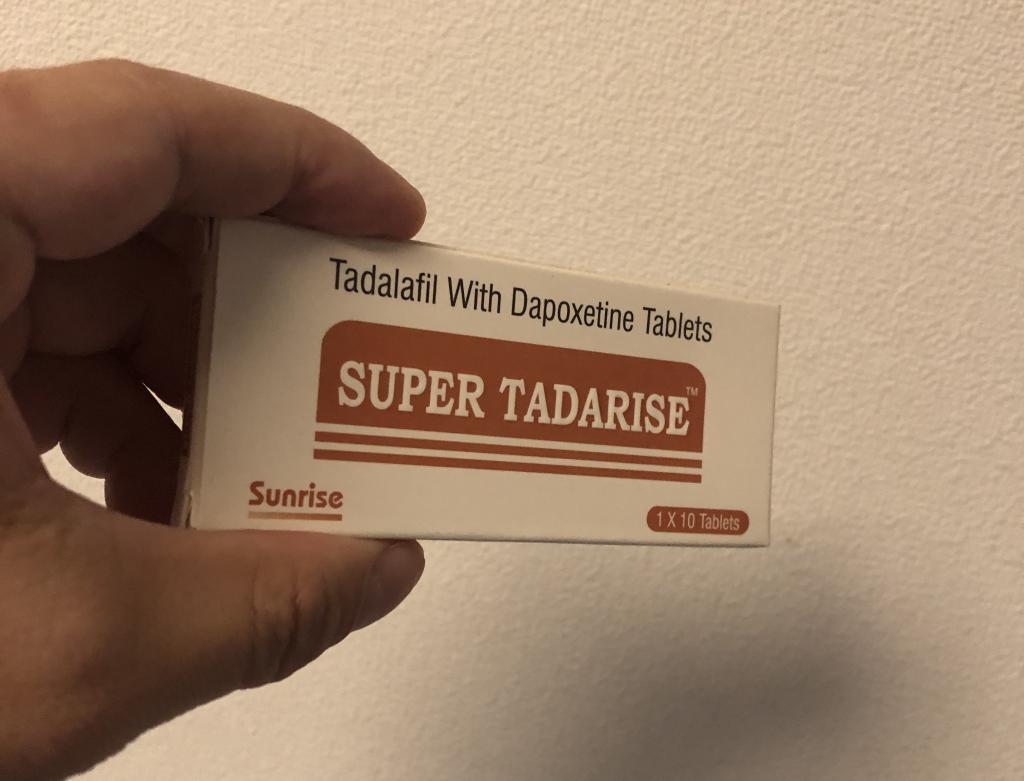 Tadalafil With Dapoxetine Tablets
SUPER TADARISE™
Sunrise
1 X 10 Tablets